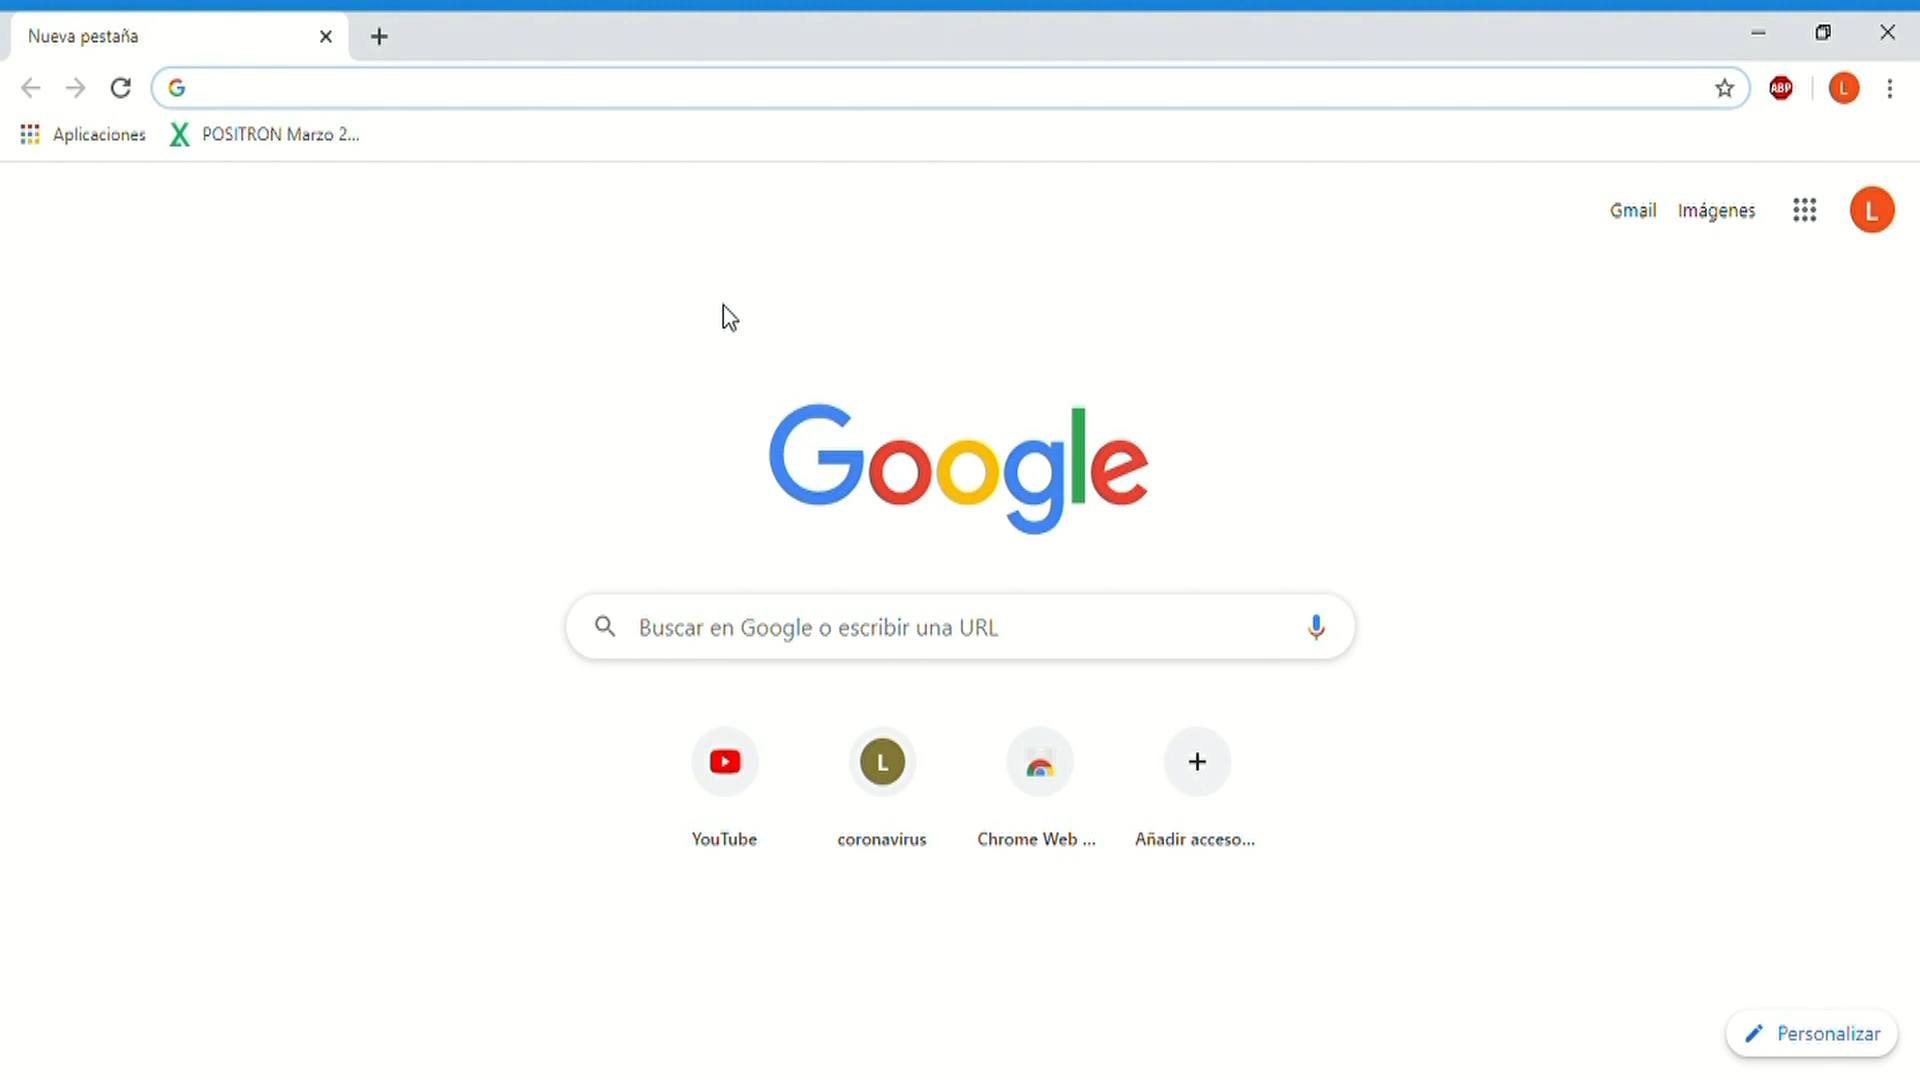 Nueva pestaña
G
ABP
L
Aplicaciones
POSITRON Marzo 2...
Gmail
Imágenes
L
Google
Buscar en Google o escribir una URL
L
YouTube
coronavirus
Chrome Web ...
Añadir acceso...
Personalizar